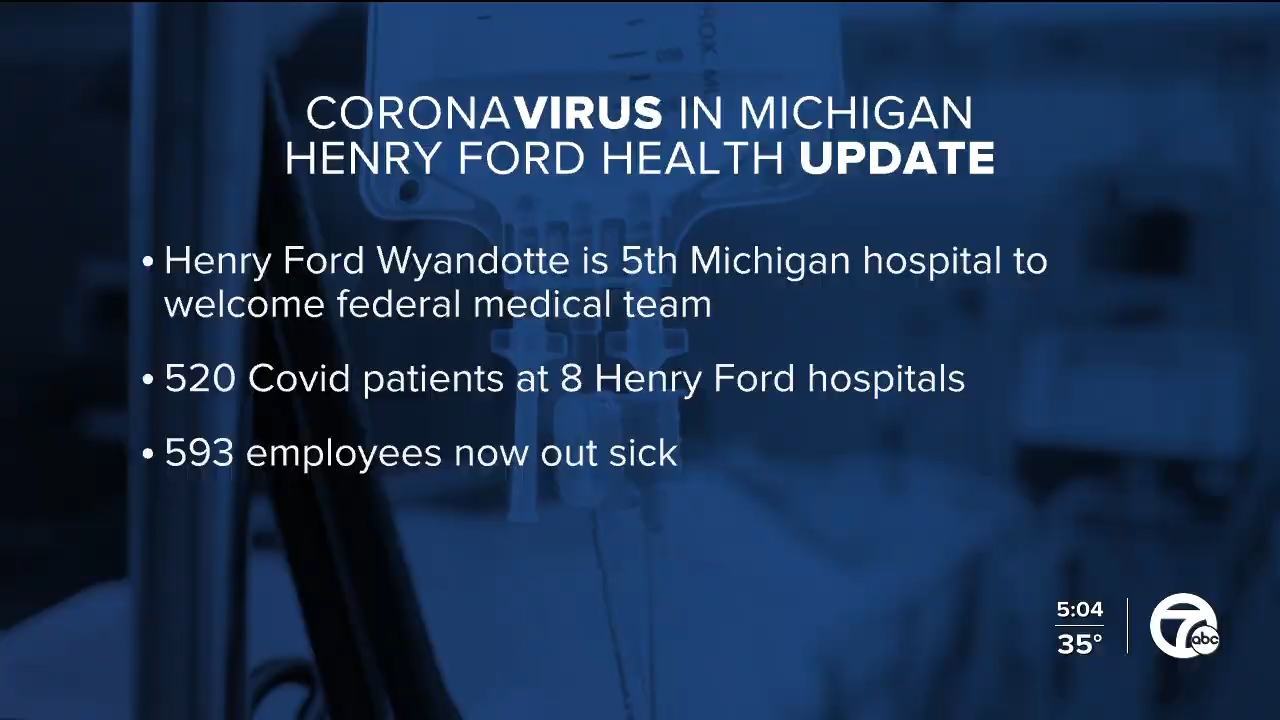 CORONAVIRUS IN MICHIGAN
HENRY FORD HEALTH UPDATE
• Henry Ford Wyandotte is 5th Michigan hospital to
welcome federal medical team
• 520 Covid patients at 8 Henry Ford hospitals
• 593 employees now out sick
5:04
35°
7 abc